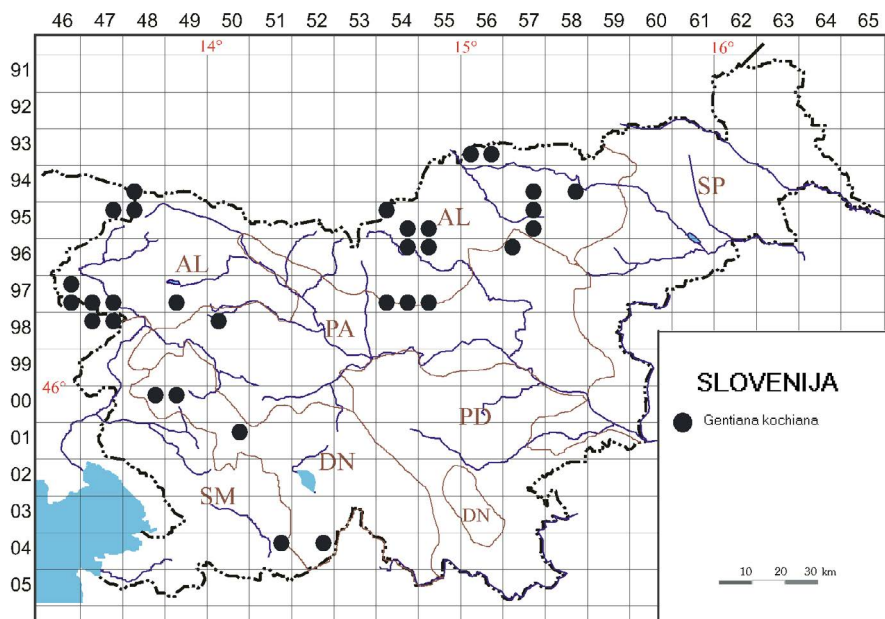 46 47 48 49 50 51 52 53 54 55 56 57 58 59 60 61 62 63 64 65
14° 15° 16°
91
92
93
94
SP
95
AL
96
AL
97
98
PA
99
46°
00
SLOVENIJA
PD
Gentiana kochiana
01
02
DN
SM
03
DN
04
05
10 20 30 km